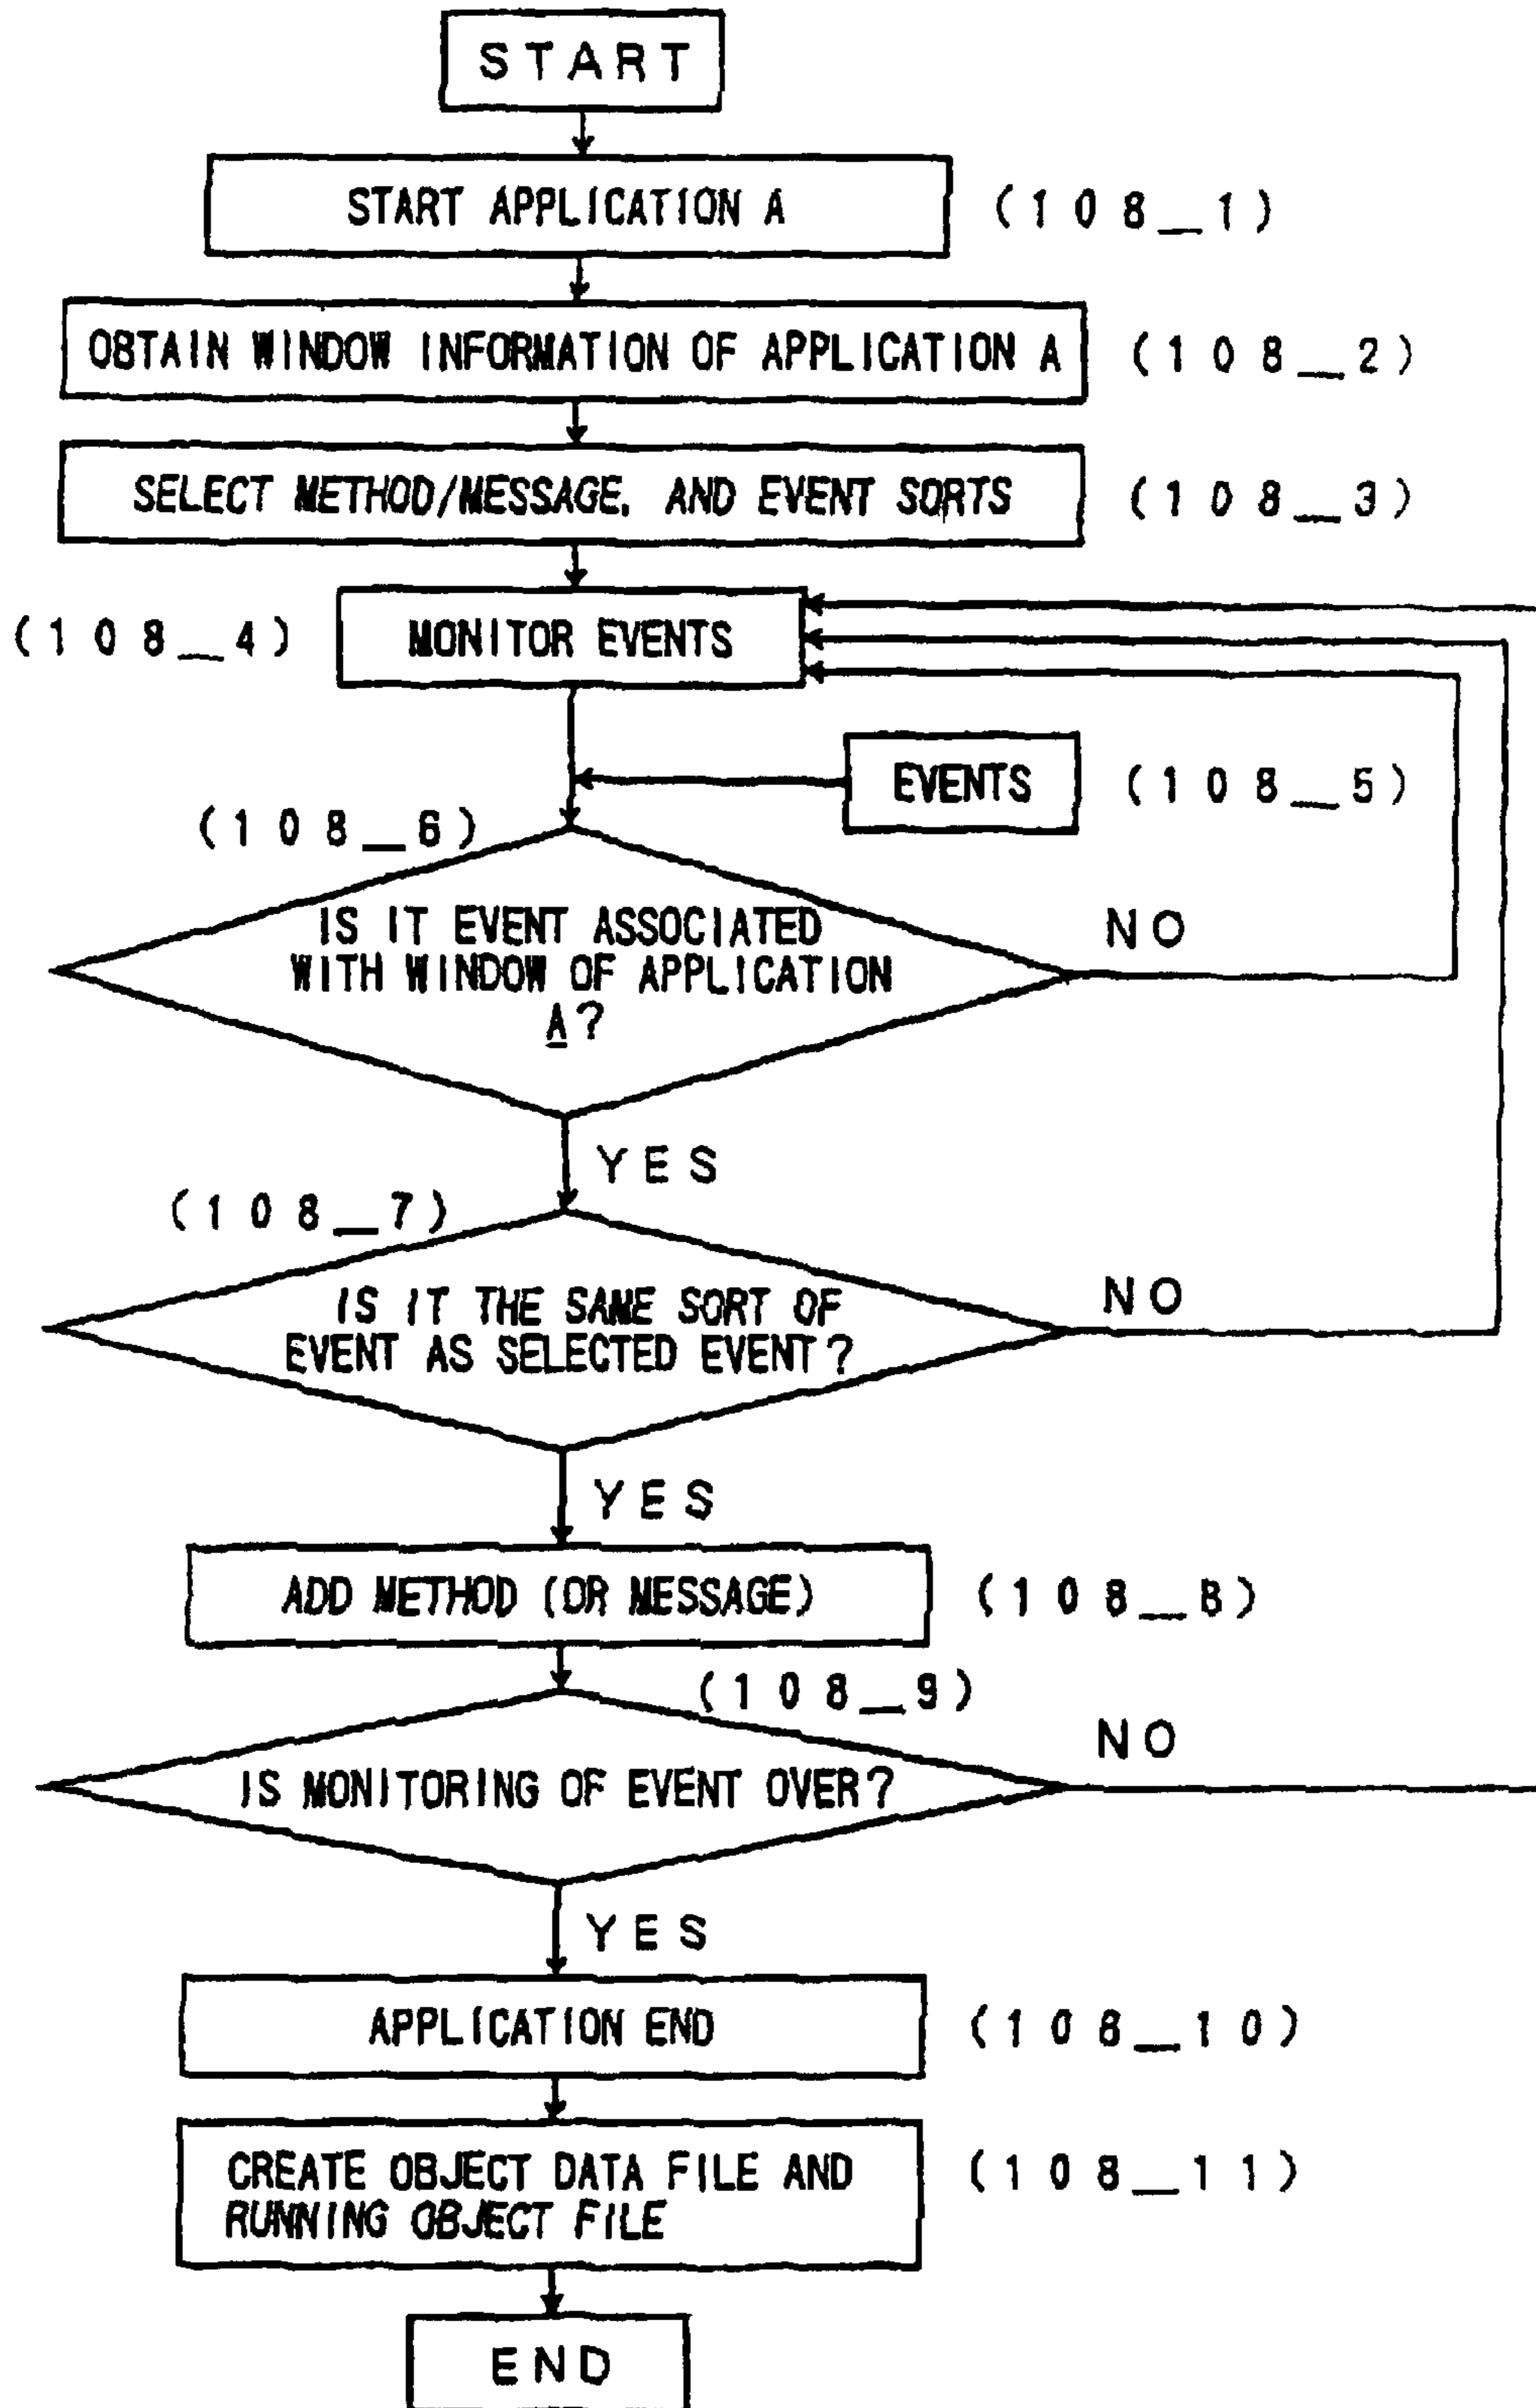 START
START APPLICATION A (108_1)
OBTAIN WINDOW INFORMATION OF APPLICATION A (108_2)
SELECT METHOD/MESSAGE, AND EVENT SORTS (108_3)
(108_4) MONITOR EVENTS
EVENTS (108_5)
(108_6)
IS IT EVENT ASSOCIATED
WITH WINDOW OF APPLICATION
A?
NO
YES
(108_7)
IS IT THE SAME SORT OF
EVENT AS SELECTED EVENT?
NO
YES
ADD METHOD (OR MESSAGE) (108_8)
(108_9)
IS MONITORING OF EVENT OVER?
NO
YES
APPLICATION END (108_10)
CREATE OBJECT DATA FILE AND
RUNNING OBJECT FILE
(108_11)
END